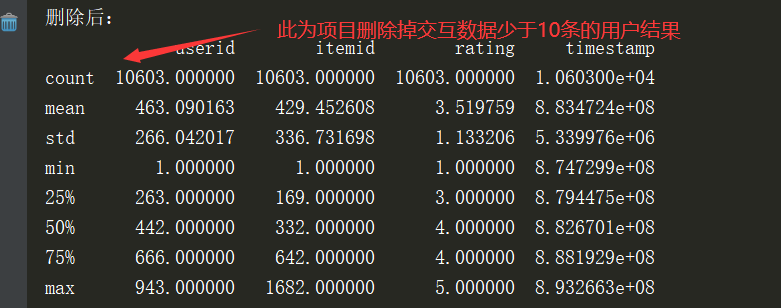 删除后:
此为项目删除掉交互数据少于10条的用户结果
userid itemid rating timestamp
count 10603.000000 10603.000000 10603.000000 1.060300e+04
mean 463.090163 429.452608 3.519759 8.834724e+08
std 266.042017 336.731698 1.133206 5.339976e+06
min 1.000000 1.000000 1.000000 8.747299e+08
25% 263.000000 169.000000 3.000000 8.794475e+08
50% 442.000000 332.000000 4.000000 8.826701e+08
75% 666.000000 642.000000 4.000000 8.881929e+08
max 943.000000 1682.000000 5.000000 8.932663e+08